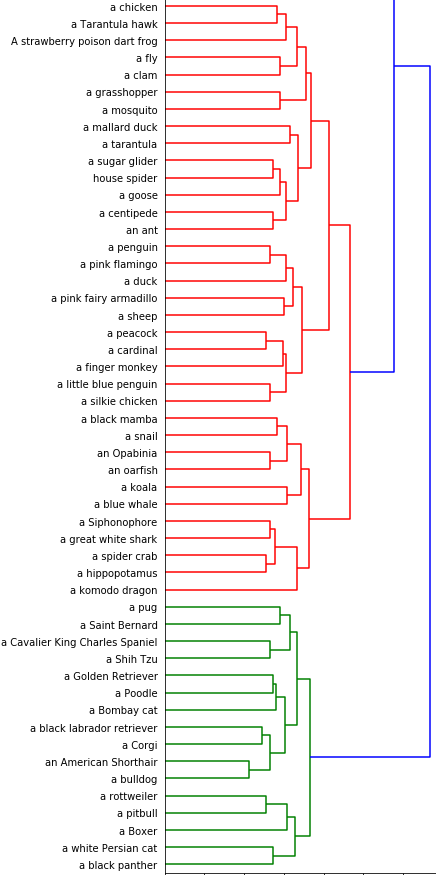 a chicken
a Tarantula hawk
A strawberry poison dart frog
a fly
a clam
a grasshopper
a mosquito
a mallard duck
a tarantula
a sugar glider
house spider
a goose
a centipede
an ant
a penguin
a pink flamingo
a duck
a pink fairy armadillo
a sheep
a peacock
a cardinal
a finger monkey
a little blue penguin
a silkie chicken
a black mamba
a snail
an Opabinia
an oarfish
a koala
a blue whale
a Siphonophore
a great white shark
a spider crab
a hippopotamus
a komodo dragon
a pug
a Saint Bernard
a Cavalier King Charles Spaniel
a Shih Tzu
a Golden Retriever
a Poodle
a Bombay cat
a black labrador retriever
a Corgi
an American Shorthair
a bulldog
a rottweiler
a pitbull
a Boxer
a white Persian cat
a black panther